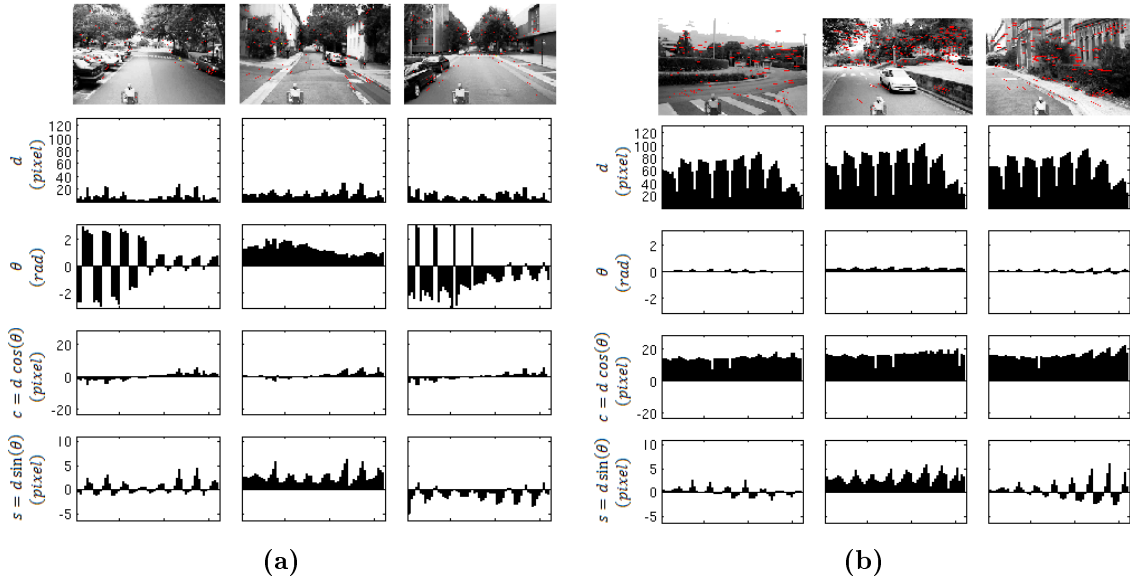 d
(pixel)
120
100
80
60
40
20
θ
(rad)
2
0
-2
c = d cos(θ)
(pixel)
20
0
-20
s = d sin(θ)
(pixel)
10
5
0
-5
(a)
d
(pixel)
120
100
80
60
40
20
θ
(rad)
2
0
-2
c = d cos(θ)
(pixel)
20
0
-20
s = d sin(θ)
(pixel)
10
5
0
-5
(b)